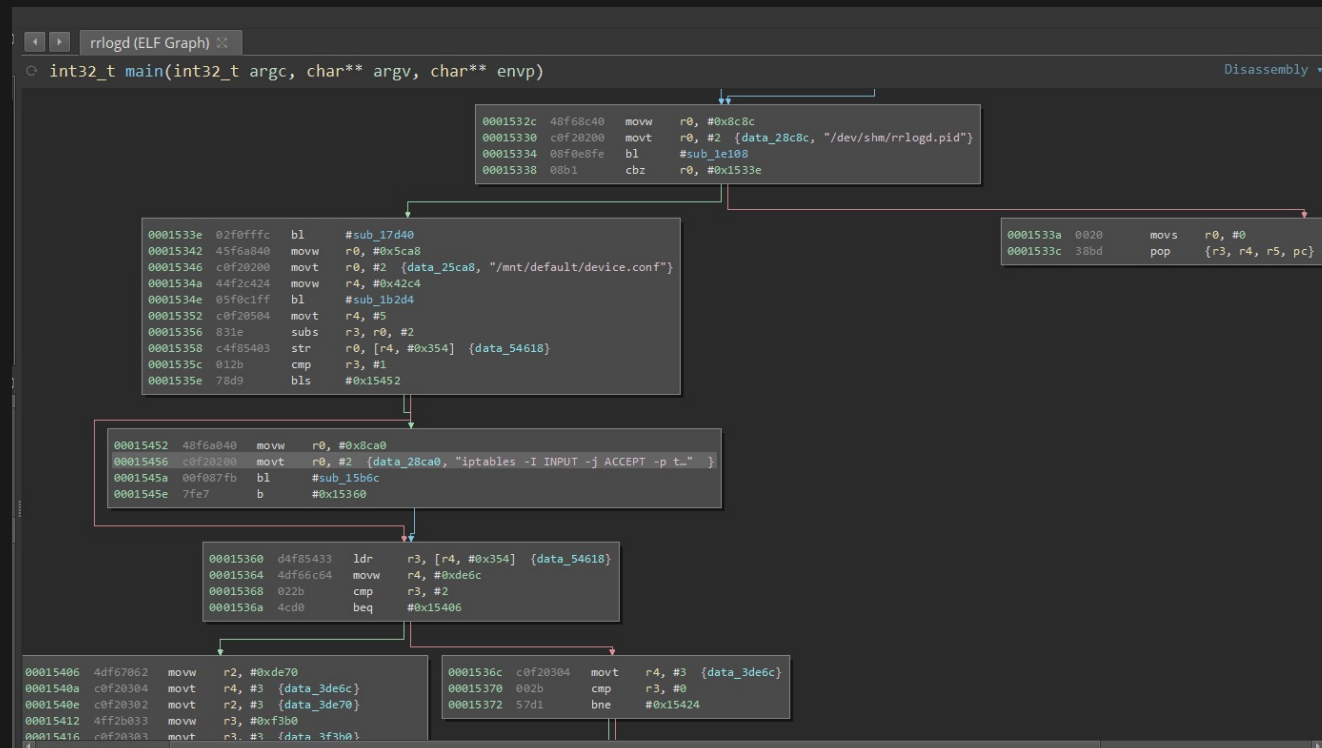 rrlogd (ELF Graph)
int32_t main(int32_t argc, char** argv, char** envp)
Disassembly
0001532c 48f68c40 movw r0, #0x8c8c
00015330 c0f20200 movt r0, #2 {data_28c8c, "/dev/shm/rrlogd.pid"}
00015334 08f0e8fe bl #sub_1e108
00015338 08b1 cbz r0, #0x1533e
0001533e 02f0fffc bl #sub_17d40
00015342 45f6a840 movw r0, #0x5ca8
00015346 c0f20200 movt r0, #2 {data_25ca8, "/mnt/default/device.conf"}
0001534a 44f2c424 movw r4, #0x42c4
0001534e 05f0c1ff bl #sub_1b2d4
00015352 c0f20504 movt r4, #5
00015356 831e subs r3, r0, #2
00015358 c4f85403 str r0, [r4, #0x354] {data_54618}
0001535c 012b cmp r3, #1
0001535e 78d9 bls #0x15452
0001533a 0020 movs r0, #0
0001533c 38bd pop {r3, r4, r5, pc}
00015452 48f6a040 movw r0, #0x8ca0
00015456 c0f20200 movt r0, #2 {data_28ca0, "iptables -I INPUT -j ACCEPT -p t…" }
0001545a 00f087fb bl #sub_15b6c
0001545e 7fe7 b #0x15360
00015360 d4f85433 ldr r3, [r4, #0x354] {data_54618}
00015364 4df66c64 movw r4, #0xde6c
00015368 022b cmp r3, #2
0001536a 4cd0 beq #0x15406
00015406 4df67062 movw r2, #0xde70
0001540a c0f20304 movt r4, #3 {data_3de6c}
0001540e c0f20302 movt r2, #3 {data_3de70}
00015412 4ff2b033 movw r3, #0xf3b0
00015416 c0f20303 movt r3, #3 {data_3f3b0}
0001536c c0f20304 movt r4, #3 {data_3de6c}
00015370 002b cmp r3, #0
00015372 57d1 bne #0x15424